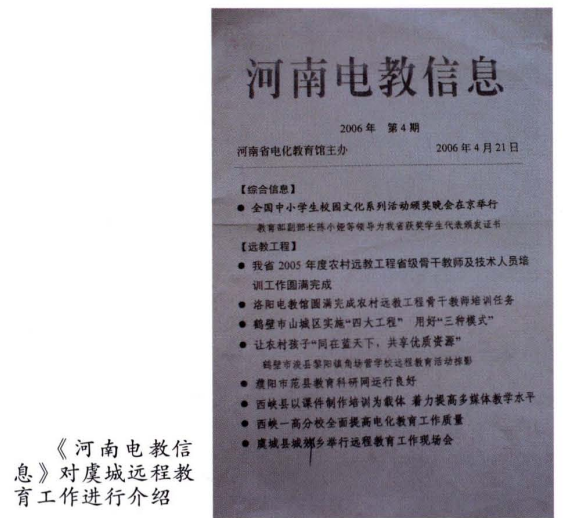 河南电教信息
2006年 第4期
河南省电化教育馆主办 2006年4月21日
【综合信息】
● 全国中小学生校园文化系列活动颁奖晚会在京举行
教育部副部长陈小娅等领导为我省获奖学生代表颁发证书
【远教工程】
● 我省2005年度农村远教工程省级骨干教师及技术人员培
训工作圆满完成
● 洛阳电教馆圆满完成农村远教工程骨干教师培训任务
● 鹤壁市山城区实施“四大工程” 用好“三种模式”
● 让农村孩子“同在蓝天下，共享优质资源”
鹤壁市浚县黎阳镇角场营学校远程教育活动掠影
● 濮阳市范县教育科研网运行良好
● 西峡县以课件制作培训为载体 着力提高多媒体教学水平
● 西峡一高分校全面提高电化教育工作质量
● 虞城县城郊乡举行远程教育工作现场会
《河南电教信
息》对虞城远程教
育工作进行介绍